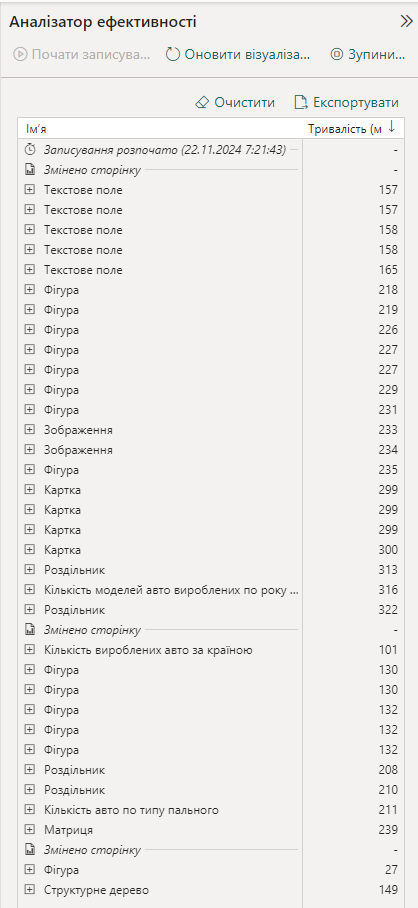 Аналізатор ефективності
Почати записува... Оновити візуаліза... Зупини...
Очистити Експортувати
Ім'я Тривалість (м
Записування розпочато (22.11.2024 7:21:43) -
Змінено сторінку -
Текстове поле 157
Текстове поле 157
Текстове поле 158
Текстове поле 158
Текстове поле 165
Фігура 218
Фігура 219
Фігура 226
Фігура 227
Фігура 227
Фігура 229
Фігура 231
Зображення 233
Зображення 234
Фігура 235
Картка 299
Картка 299
Картка 299
Картка 300
Роздільник 313
Кількість моделей авто вироблених по року ... 316
Роздільник 322
Змінено сторінку -
Кількість вироблених авто за країною 101
Фігура 130
Фігура 130
Фігура 132
Фігура 132
Фігура 132
Роздільник 208
Роздільник 210
Кількість авто по типу пального 211
Матриця 239
Змінено сторінку -
Фігура 27
Структурне дерево 149